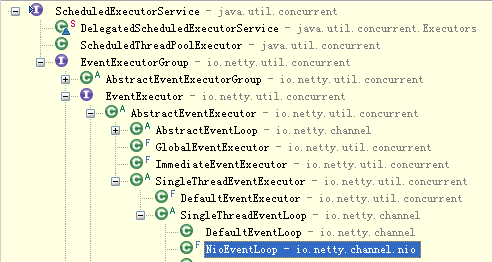 ScheduledExecutorService - java.util.concurrent
S DelegatedScheduledExecutorService - java.util.concurrent.Executors
C ScheduledThreadPoolExecutor - java.util.concurrent
I EventExecutorGroup - io.netty.util.concurrent
C A AbstractEventExecutorGroup - io.netty.util.concurrent
I EventExecutor - io.netty.util.concurrent
C A AbstractEventExecutor - io.netty.util.concurrent
C A AbstractEventLoop - io.netty.channel
C F GlobalEventExecutor - io.netty.util.concurrent
C F ImmediateEventExecutor - io.netty.util.concurrent
C A SingleThreadEventExecutor - io.netty.util.concurrent
C F DefaultEventExecutor - io.netty.util.concurrent
C A SingleThreadEventLoop - io.netty.channel
C DefaultEventLoop - io.netty.channel
C F NioEventLoop - io.netty.channel.nio